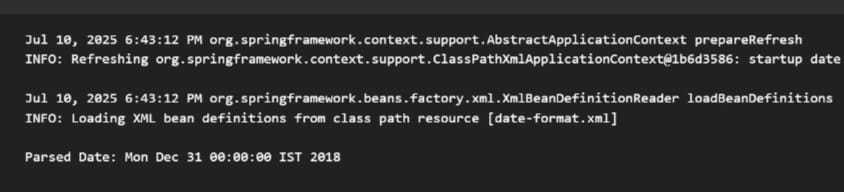 Jul 10, 2025 6:43:12 PM org.springframework.context.support.AbstractApplicationContext prepareRefresh
INFO: Refreshing org.springframework.context.support.ClassPathXmlApplicationContext@1b6d3586: startup date
Jul 10, 2025 6:43:12 PM org.springframework.beans.factory.xml.XmlBeanDefinitionReader loadBeanDefinitions
INFO: Loading XML bean definitions from class path resource [date-format.xml]
Parsed Date: Mon Dec 31 00:00:00 IST 2018